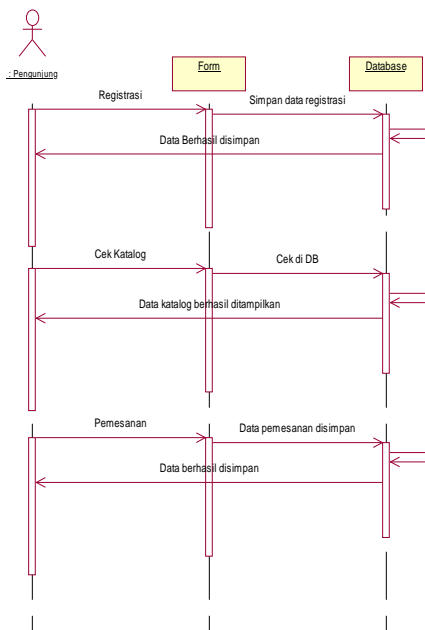 Form
Database
: Pengunjung
Registrasi
Simpan data registrasi
Data Berhasil disimpan
Cek Katalog
Cek di DB
Data katalog berhasil ditampilkan
Pemesanan
Data pemesanan disimpan
Data berhasil disimpan